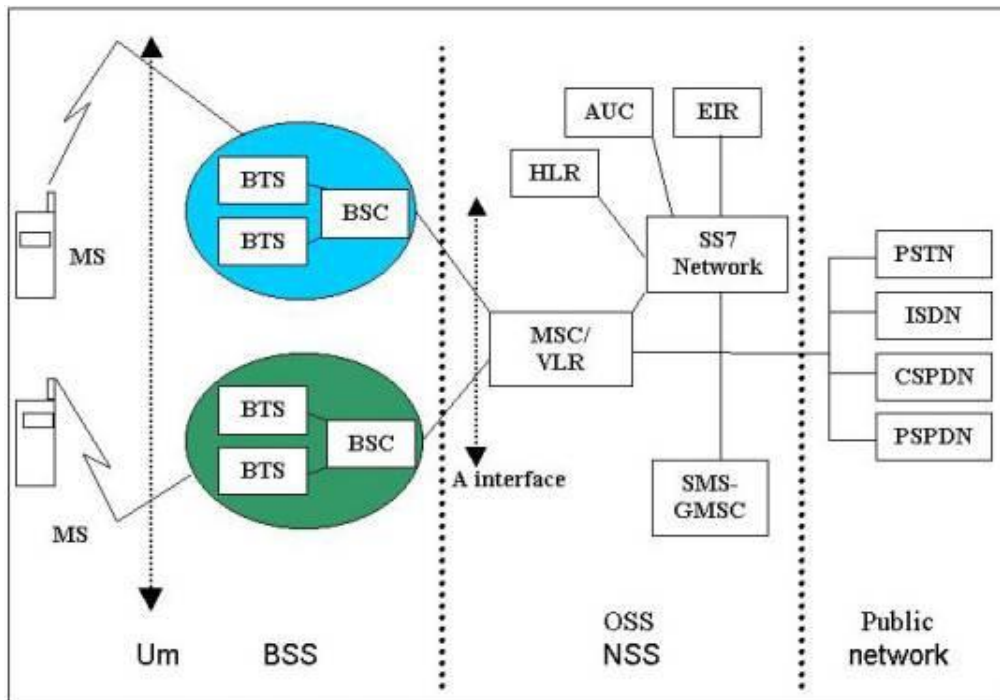 AUC
EIR
HLR
BTS
BSC
BTS
MS
SS7
Network
PSTN
ISDN
MSC/
VLR
CSPDN
BTS
BSC
BTS
PSPDN
A interface
SMS-
GMSC
MS
Um
BSS
OSS
NSS
Public
network